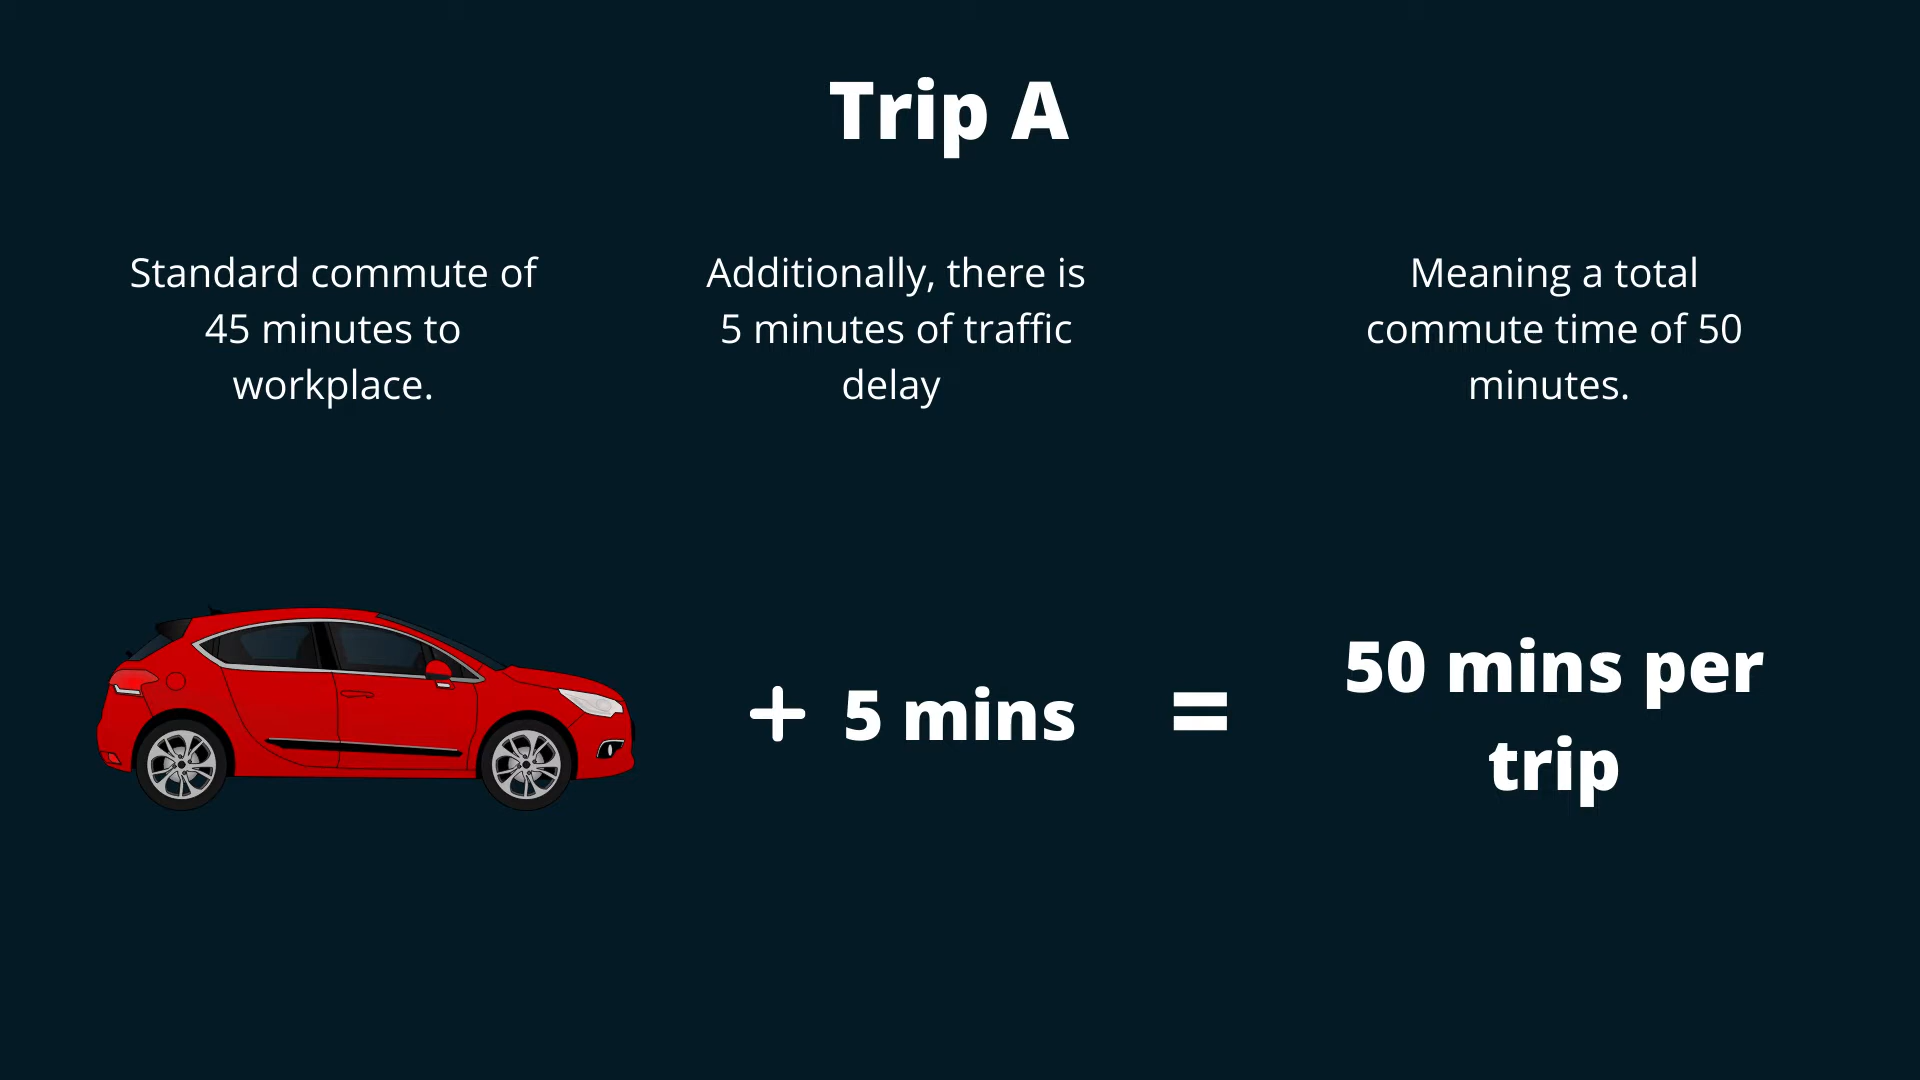 Trip A
Standard commute of
45 minutes to
workplace.
Additionally, there is
5 minutes of traffic
delay
Meaning a total
commute time of 50
minutes.
+ 5 mins
=
50 mins per
trip